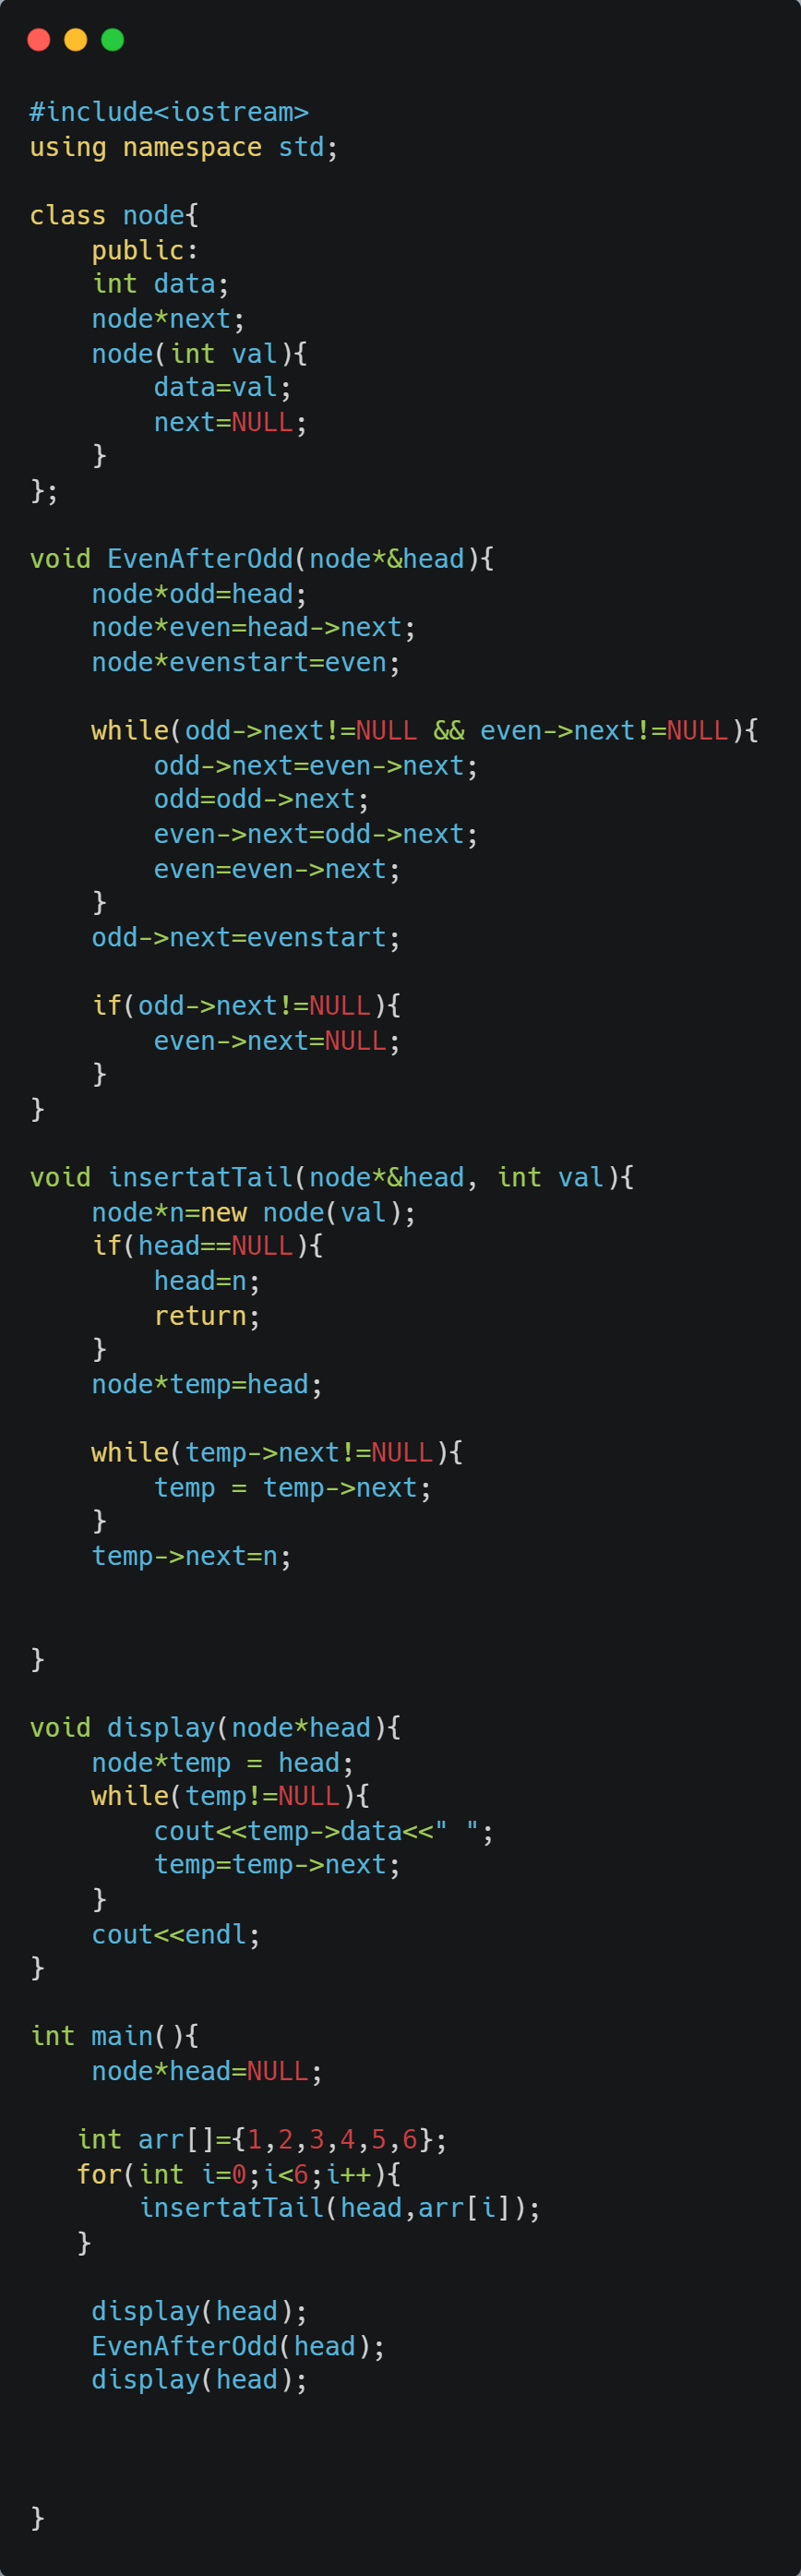 #include<iostream>
using namespace std;

class node{
    public:
    int data;
    node*next;
    node(int val){
        data=val;
        next=NULL;
    }
};

void EvenAfterOdd(node*&head){
    node*odd=head;
    node*even=head->next;
    node*evenstart=even;

    while(odd->next!=NULL && even->next!=NULL){
        odd->next=even->next;
        odd=odd->next;
        even->next=odd->next;
        even=even->next;
    }
    odd->next=evenstart;

    if(odd->next!=NULL){
        even->next=NULL;
    }
}

void insertatTail(node*&head, int val){
    node*n=new node(val);
    if(head==NULL){
        head=n;
        return;
    }
    node*temp=head;

    while(temp->next!=NULL){
        temp = temp->next;
    }
    temp->next=n;


}

void display(node*head){
    node*temp = head;
    while(temp!=NULL){
        cout<<temp->data<<" ";
        temp=temp->next;
    }
    cout<<endl;
}

int main(){
    node*head=NULL;

   int arr[]={1,2,3,4,5,6};
   for(int i=0;i<6;i++){
       insertatTail(head,arr[i]);
   }

    display(head);
    EvenAfterOdd(head);
    display(head);



}